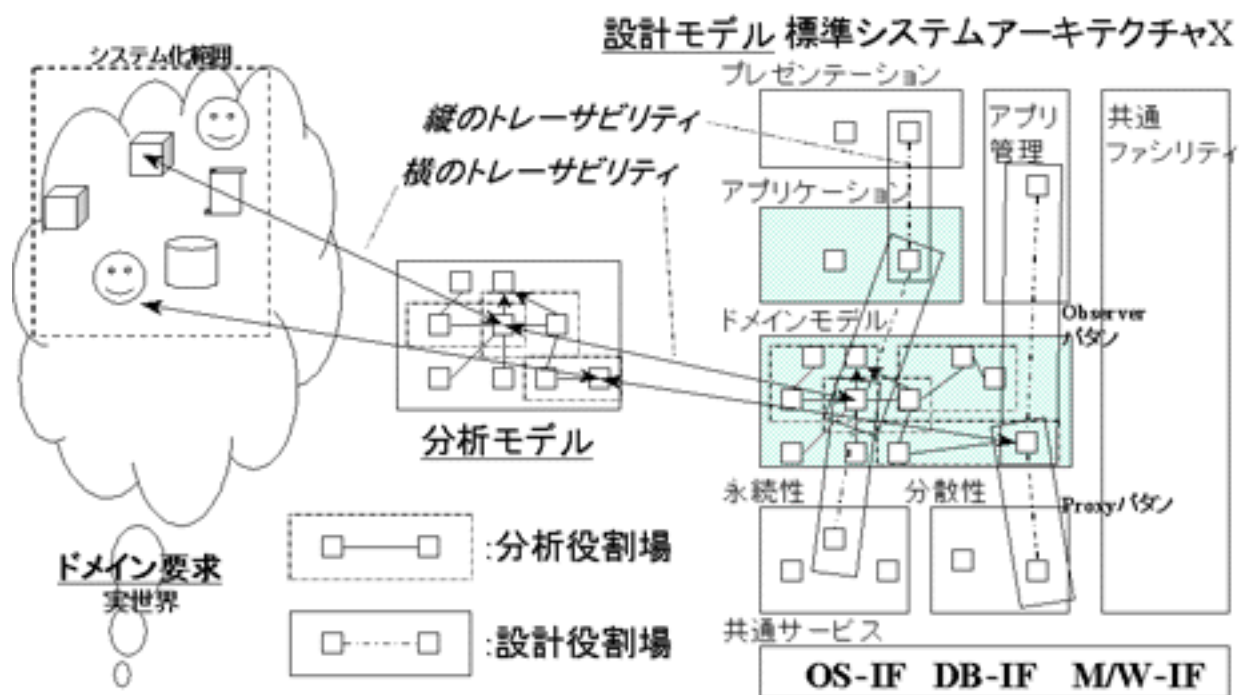 設計モデル 標準システムアーキテクチャX
システム化範囲
プレゼンテーション
縦のトレーサビリティ
横のトレーサビリティ
アプリ
管理
共通
ファシリティ
アプリケーション
ドメインモデル
Observer
パタン
分析モデル
永続性
分散性
Proxyパタン
ドメイン要求
実世界
:分析役割場
:設計役割場
共通サービス
OS-IF DB-IF M/W-IF